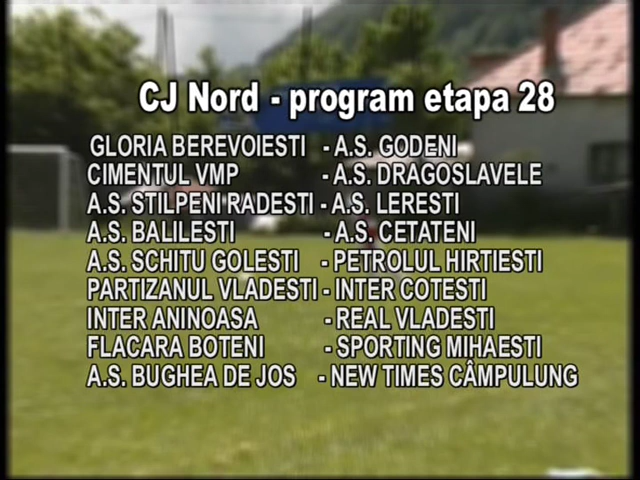 CJ Nord - program etapa 28
GLORIA BEREVOIESTI - A.S. GODENI
CIMENTUL VMP - A.S. DRAGOSLAVELE
A.S. STILPENI RADESTI - A.S. LERESTI
A.S. BALILESTI - A.S. CETATENI
A.S. SCHITU GOLESTI - PETROLUL HIRTIESTI
PARTIZANUL VLADESTI - INTER COTESTI
INTER ANINOASA - REAL VLADESTI
FLACARA BOTENI - SPORTING MIHAESTI
A.S. BUGHEA DE JOS - NEW TIMES CÂMPULUNG